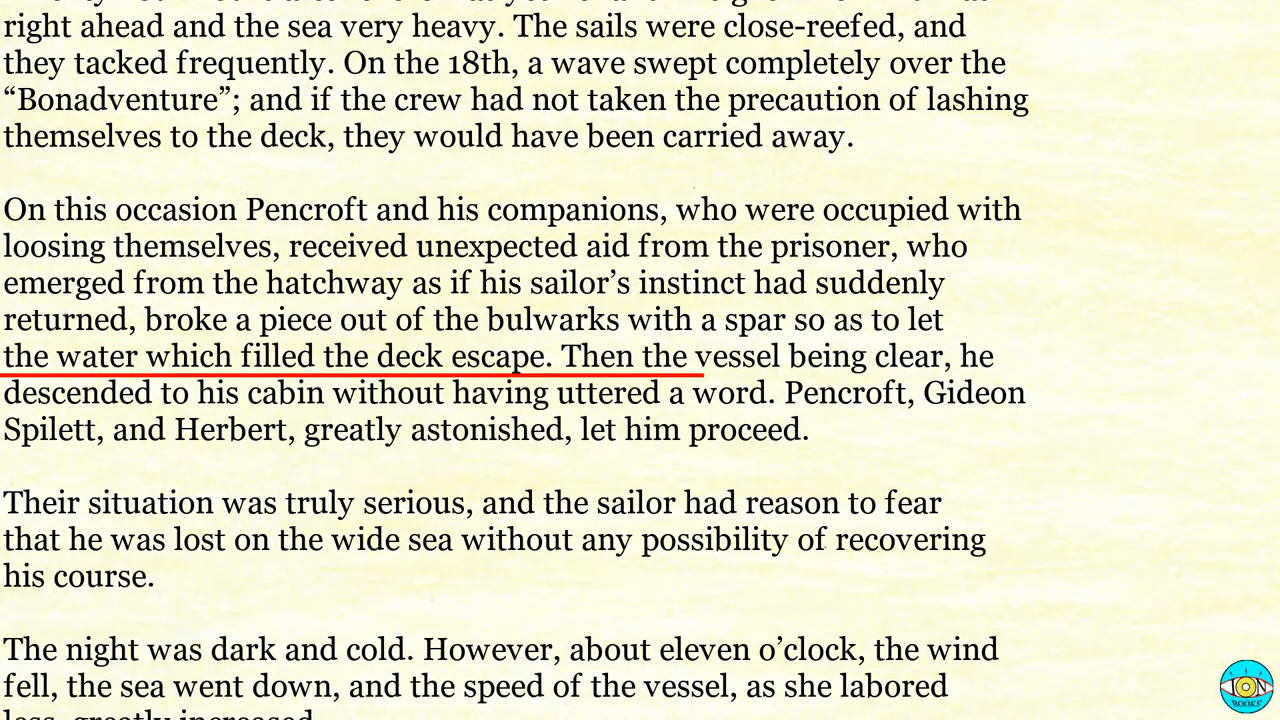 right ahead and the sea very heavy. The sails were close-reefed, and
they tacked frequently. On the 18th, a wave swept completely over the
“Bonadventure”; and if the crew had not taken the precaution of lashing
themselves to the deck, they would have been carried away.
On this occasion Pencroft and his companions, who were occupied with
loosing themselves, received unexpected aid from the prisoner, who
emerged from the hatchway as if his sailor’s instinct had suddenly
returned, broke a piece out of the bulwarks with a spar so as to let
the water which filled the deck escape. Then the vessel being clear, he
descended to his cabin without having uttered a word. Pencroft, Gideon
Spilett, and Herbert, greatly astonished, let him proceed.
Their situation was truly serious, and the sailor had reason to fear
that he was lost on the wide sea without any possibility of recovering
his course.
The night was dark and cold. However, about eleven o’clock, the wind
fell, the sea went down, and the speed of the vessel, as she labored
less, greatly increased.
ION
BOOKS